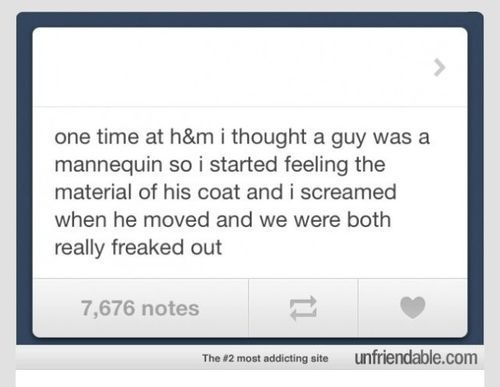 one time at h&m i thought a guy was a
mannequin so i started feeling the
material of his coat and i screamed
when he moved and we were both
really freaked out
7,676 notes
The #2 most addicting site unfriendable.com